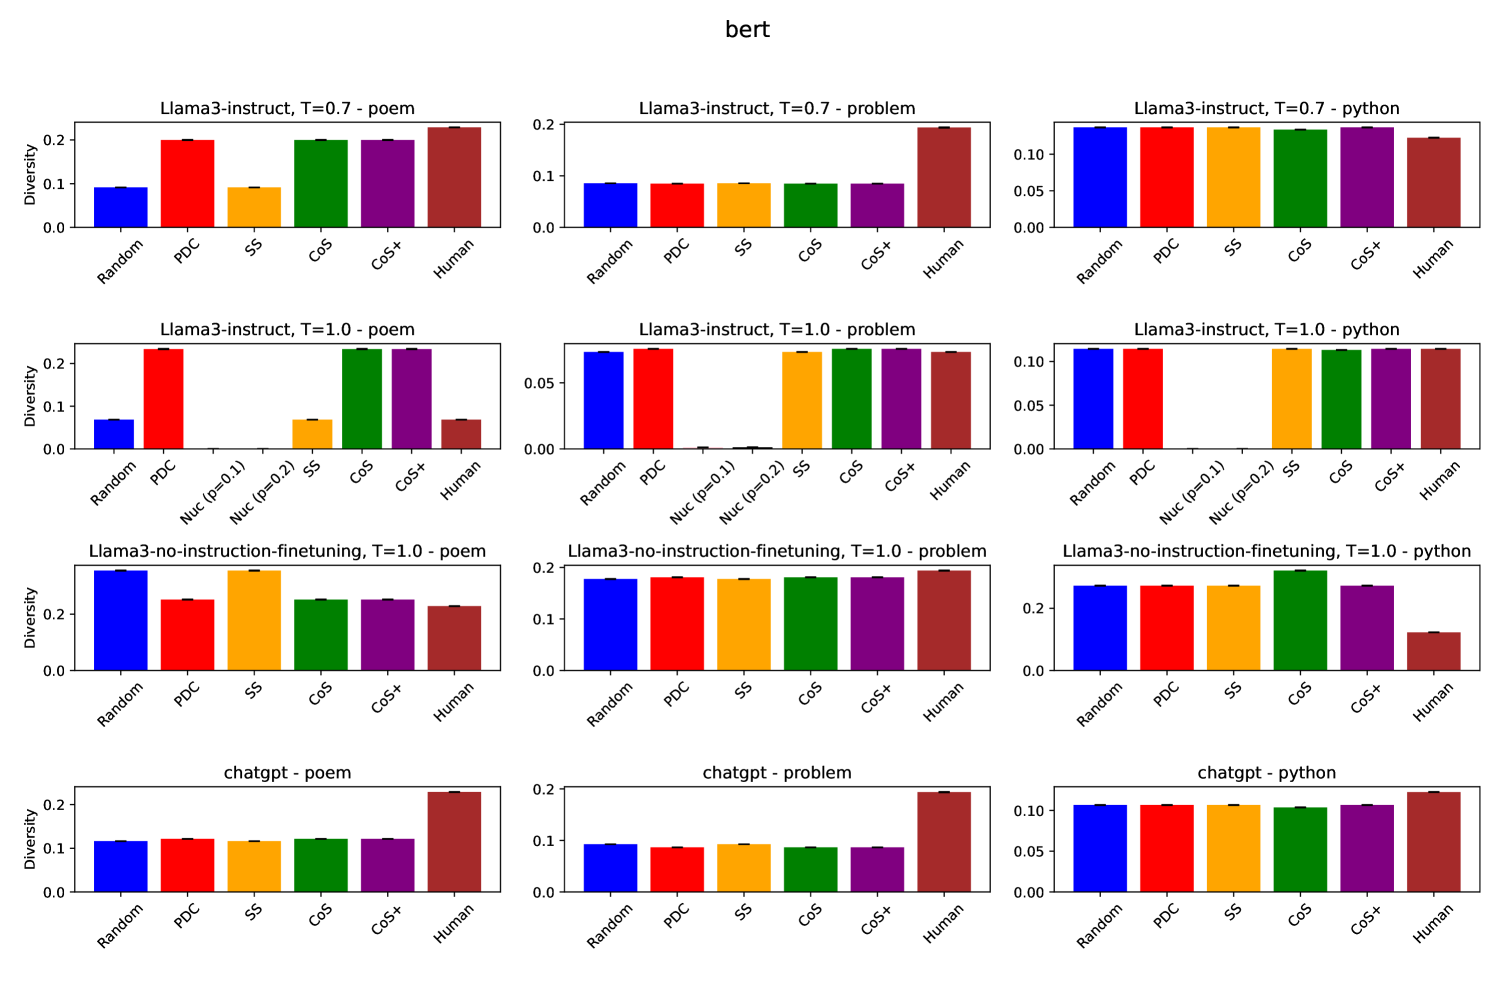 bert
Llama3-instruct, T=0.7 - poem
Diversity
0.2
0.1
0.0
Random
PDC
SS
CoS
CoS+
Human
Llama3-instruct, T=0.7 - problem
0.2
0.1
0.0
Random
PDC
SS
CoS
CoS+
Human
Llama3-instruct, T=0.7 - python
0.10
0.05
0.00
Random
PDC
SS
CoS
CoS+
Human
Llama3-instruct, T=1.0 - poem
Diversity
0.2
0.1
0.0
Random
PDC
Nuc (p=0.1)
Nuc (p=0.2)
SS
CoS
CoS+
Human
Llama3-instruct, T=1.0 - problem
0.05
0.00
Random
PDC
Nuc (p=0.1)
Nuc (p=0.2)
SS
CoS
CoS+
Human
Llama3-instruct, T=1.0 - python
0.10
0.05
0.00
Random
PDC
Nuc (p=0.1)
Nuc (p=0.2)
SS
CoS
CoS+
Human
Llama3-no-instruction-finetuning, T=1.0 - poem
Diversity
0.2
0.0
Random
PDC
SS
CoS
CoS+
Human
Llama3-no-instruction-finetuning, T=1.0 - problem
0.2
0.1
0.0
Random
PDC
SS
CoS
CoS+
Human
Llama3-no-instruction-finetuning, T=1.0 - python
0.2
0.0
Random
PDC
SS
CoS
CoS+
Human
chatgpt - poem
Diversity
0.2
0.1
0.0
Random
PDC
SS
CoS
CoS+
Human
chatgpt - problem
0.2
0.1
0.0
Random
PDC
SS
CoS
CoS+
Human
chatgpt - python
0.10
0.05
0.00
Random
PDC
SS
CoS
CoS+
Human